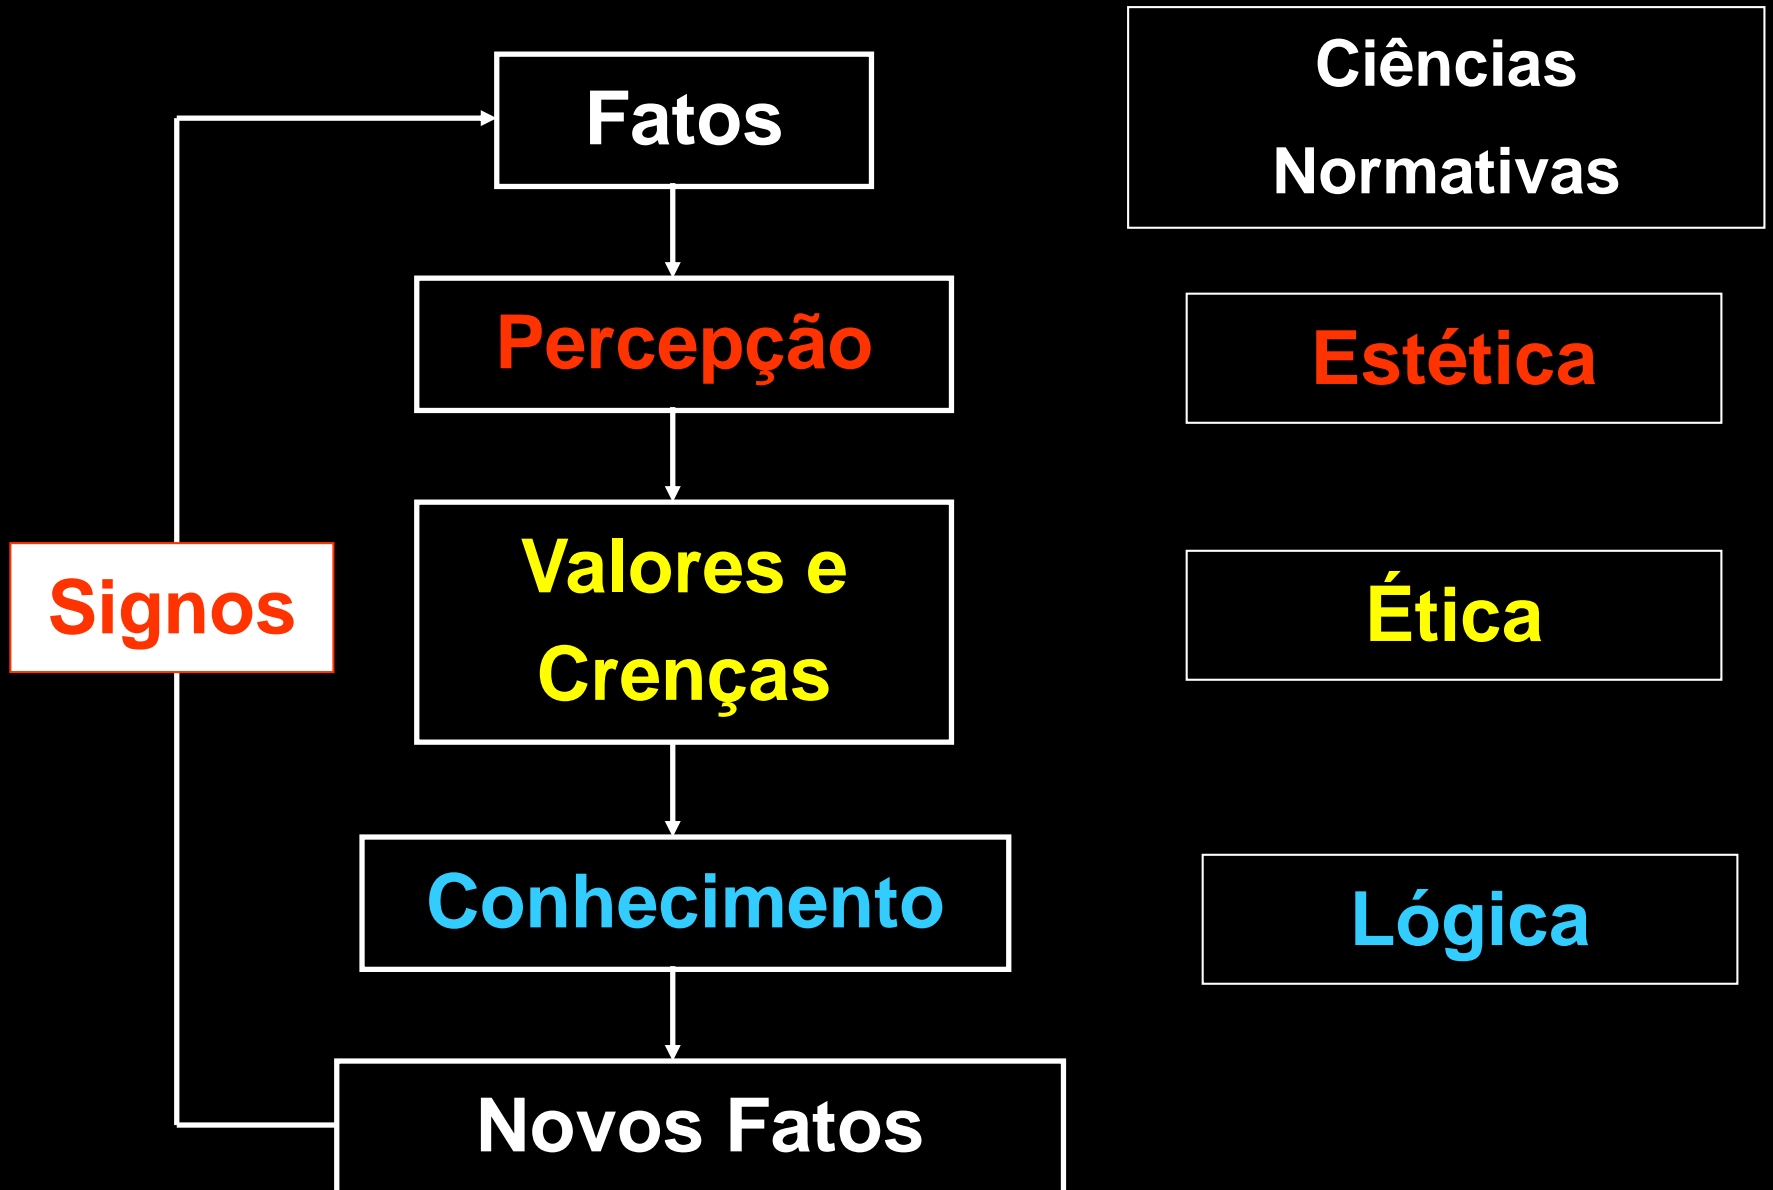 Fatos
Percepção
Valores e
Crenças
Conhecimento
Novos Fatos
Signos
Ciências
Normativas
Estética
Ética
Lógica